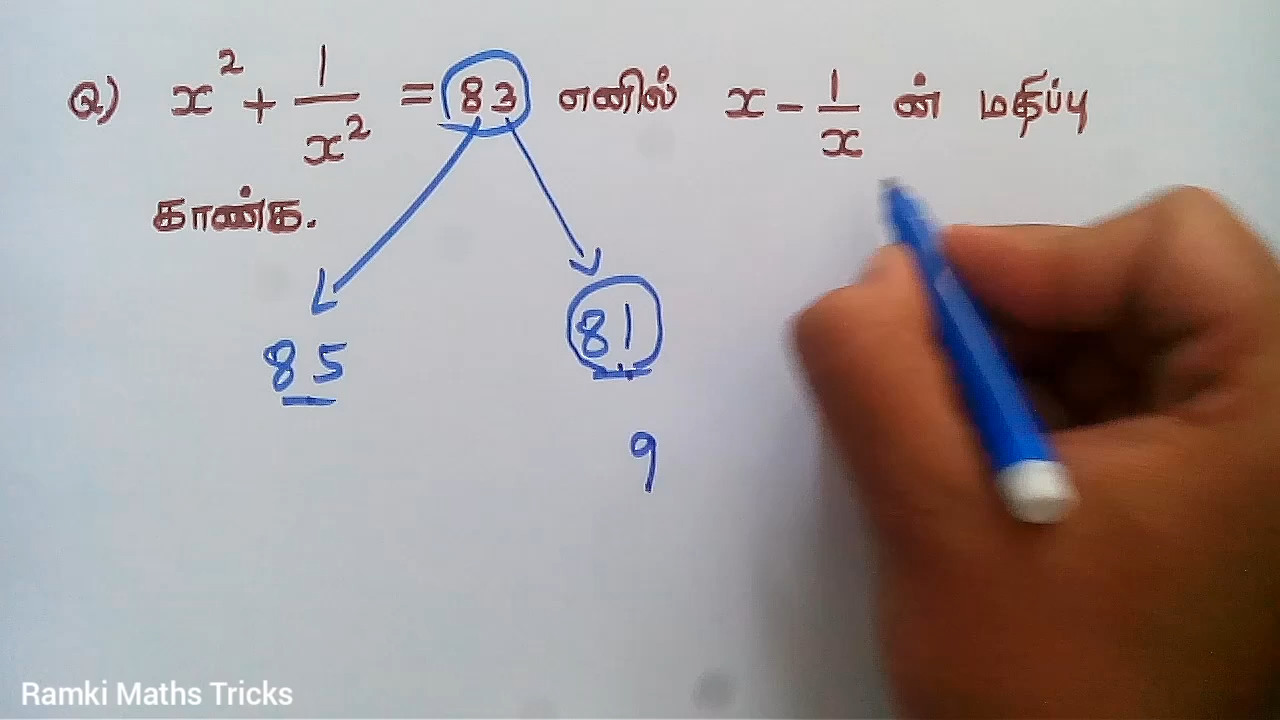 Q) x² + 1/x² = 83 எனில் x - 1/x ன் மதிப்பு
காண்க.
85 81
9
Ramki Maths Tricks